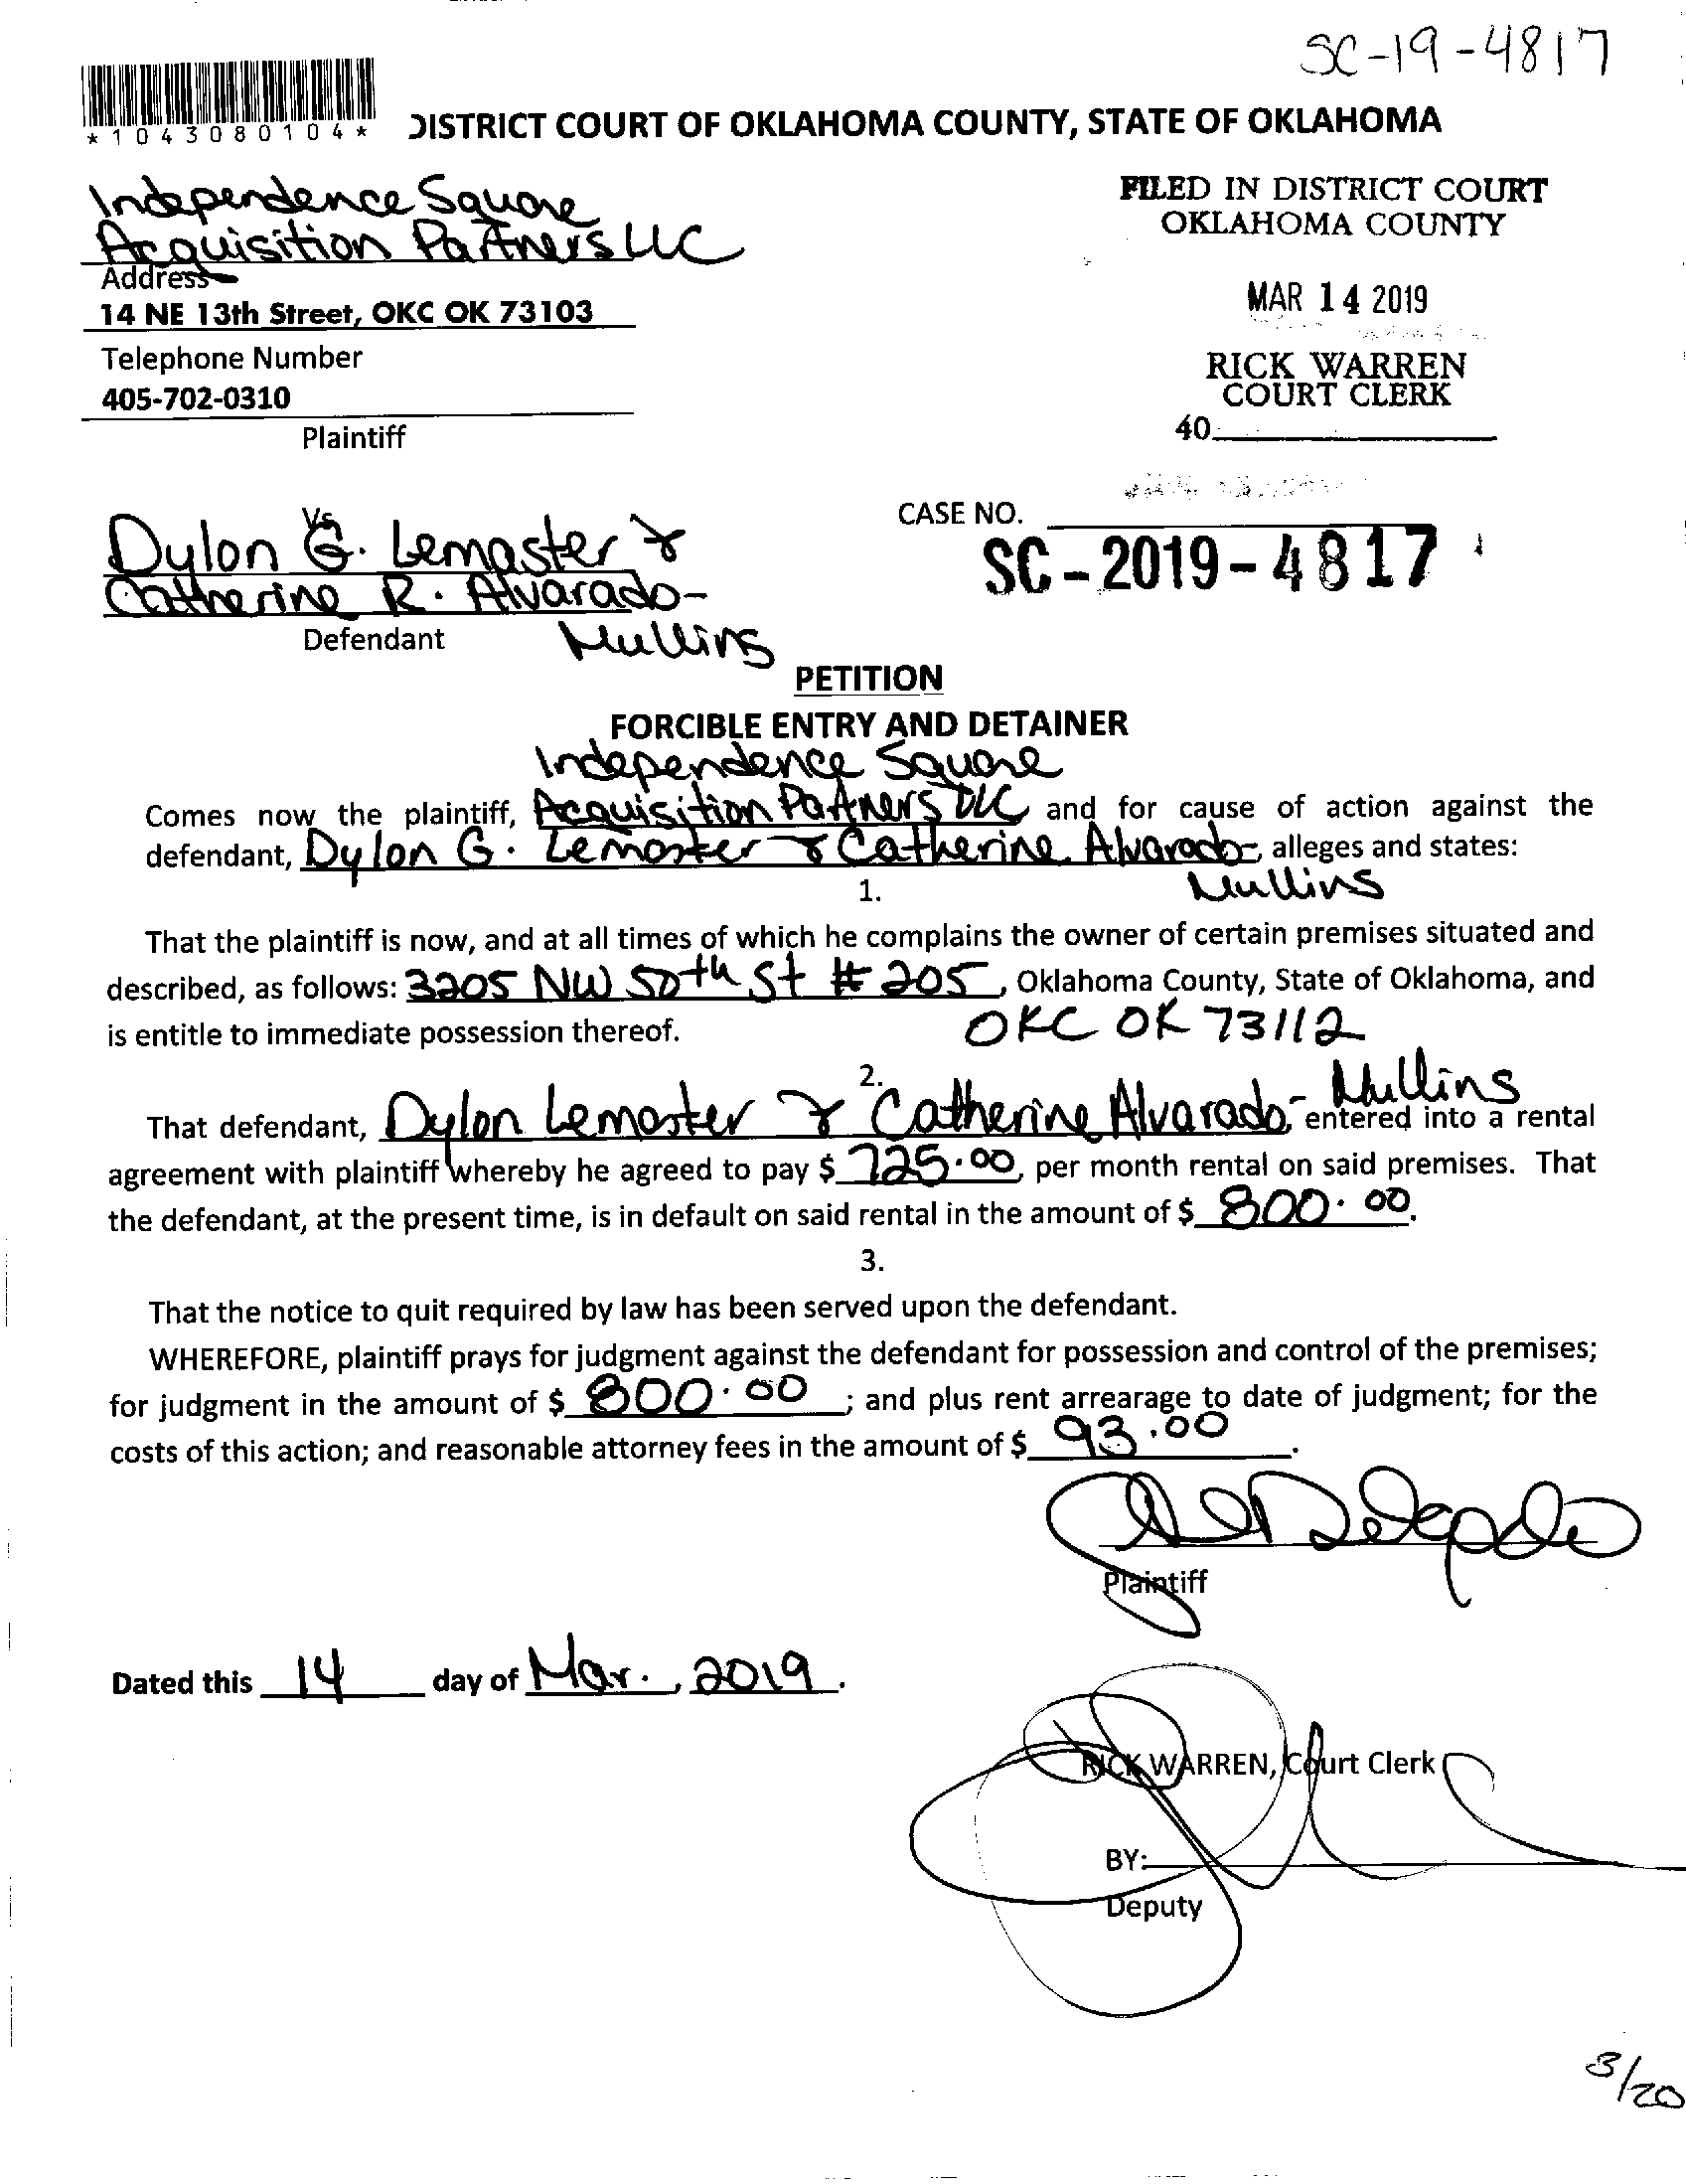 SC-19-4817
*1043080104*
DISTRICT COURT OF OKLAHOMA COUNTY, STATE OF OKLAHOMA
Independence Square
Acquisition Partners LLC
Address
14 NE 13th Street, OKC OK 73103
Telephone Number
405-702-0310
Plaintiff
FILED IN DISTRICT COURT
OKLAHOMA COUNTY
MAR 14 2019
RICK WARREN
COURT CLERK
40
Vs
Dylon G. Lemaster &
Catherine R. Alvarado-
Mullins
Defendant
CASE NO.
SC-2019-4817
PETITION
FORCIBLE ENTRY AND DETAINER
Independence Square
Comes now the plaintiff, Acquisition Partners LLC and for cause of action against the
defendant, Dylon G. Lemaster & Catherine Alvarado-, alleges and states:
Mullins
1.
That the plaintiff is now, and at all times of which he complains the owner of certain premises situated and
described, as follows: 3205 NW 50th St # 205, Oklahoma County, State of Oklahoma, and
is entitle to immediate possession thereof. OKC OK 73112
2.
That defendant, Dylon Lemaster & Catherine Alvarado-Mullins entered into a rental
agreement with plaintiff whereby he agreed to pay $ 725.00, per month rental on said premises. That
the defendant, at the present time, is in default on said rental in the amount of $ 800.00.
3.
That the notice to quit required by law has been served upon the defendant.
WHEREFORE, plaintiff prays for judgment against the defendant for possession and control of the premises;
for judgment in the amount of $ 800.00; and plus rent arrearage to date of judgment; for the
costs of this action; and reasonable attorney fees in the amount of $ 93.00.
Plaintiff
Dated this 14 day of Mar., 2019.
RICK WARREN, Court Clerk
BY:
Deputy
3/20